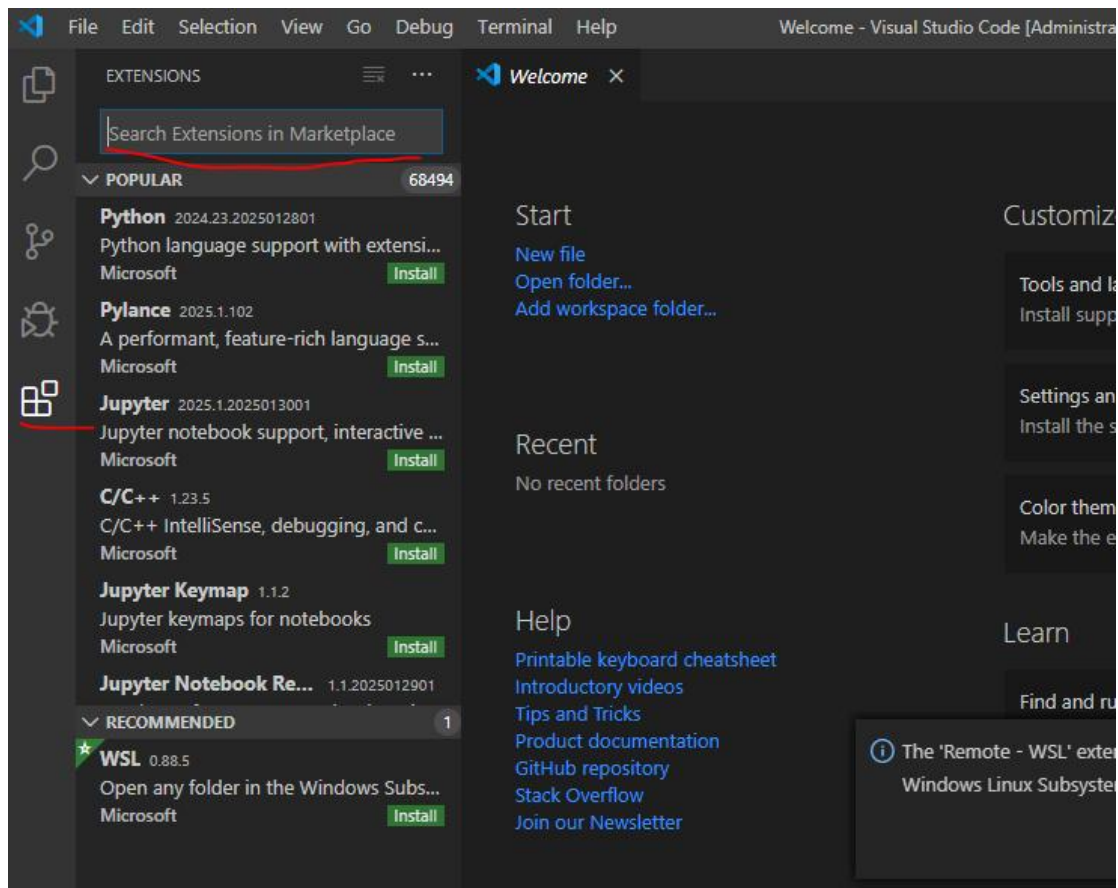 File Edit Selection View Go Debug Terminal Help Welcome - Visual Studio Code [Administra
EXTENSIONS
Welcome
Search Extensions in Marketplace
POPULAR 68494
Python 2024.23.2025012801
Python language support with extensi...
Microsoft Install
Pylance 2025.1.102
A performant, feature-rich language s...
Microsoft Install
Jupyter 2025.1.2025013001
Jupyter notebook support, interactive ...
Microsoft Install
C/C++ 1.23.5
C/C++ IntelliSense, debugging, and c...
Microsoft Install
Jupyter Keymap 1.1.2
Jupyter keymaps for notebooks
Microsoft Install
Jupyter Notebook Re... 1.1.2025012901
RECOMMENDED 1
WSL 0.88.5
Open any folder in the Windows Subs...
Microsoft Install
Start
New file
Open folder...
Add workspace folder...
Recent
No recent folders
Help
Printable keyboard cheatsheet
Introductory videos
Tips and Tricks
Product documentation
GitHub repository
Stack Overflow
Join our Newsletter
Customiz
Tools and la
Install supp
Settings an
Install the s
Color them
Make the e
Learn
Find and ru
The 'Remote - WSL' exter
Windows Linux Subsyster